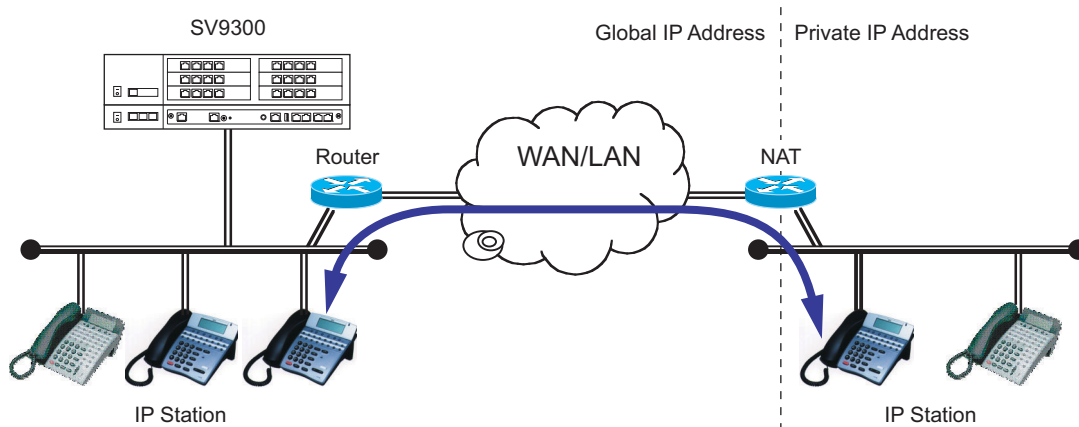 SV9300
Global IP Address
Private IP Address
Router
WAN/LAN
NAT
IP Station
IP Station